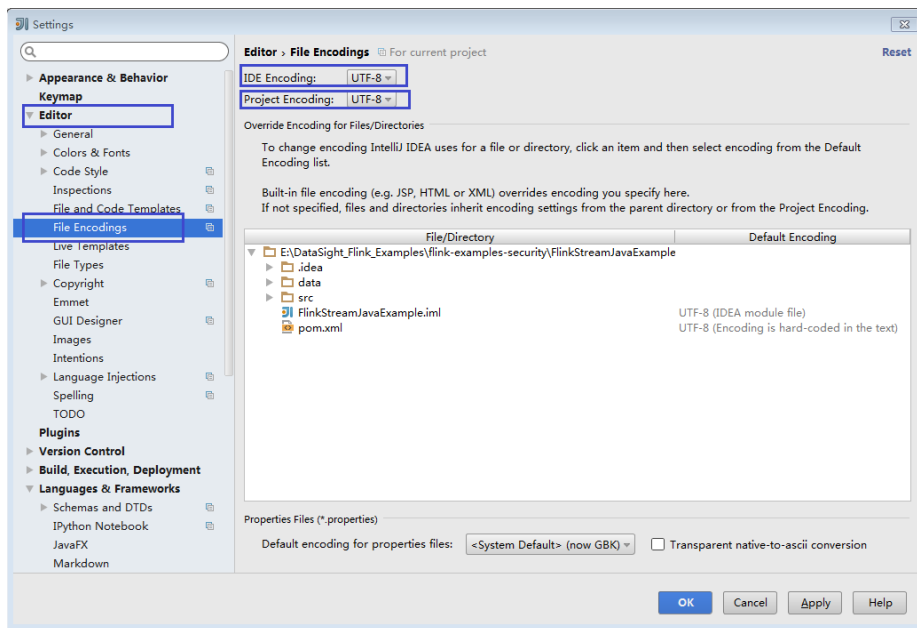 Settings
Editor › File Encodings For current project Reset
Appearance & Behavior
Keymap
Editor
General
Colors & Fonts
Code Style
Inspections
File and Code Templates
File Encodings
Live Templates
File Types
Copyright
Emmet
GUI Designer
Images
Intentions
Language Injections
Spelling
TODO
Plugins
Version Control
Build, Execution, Deployment
Languages & Frameworks
Schemas and DTDs
IPython Notebook
JavaFX
Markdown
IDE Encoding: UTF-8
Project Encoding: UTF-8
Override Encoding for Files/Directories
To change encoding IntelliJ IDEA uses for a file or directory, click an item and then select encoding from the Default
Encoding list.
Built-in file encoding (e.g. JSP, HTML or XML) overrides encoding you specify here.
If not specified, files and directories inherit encoding settings from the parent directory or from the Project Encoding.
File/Directory Default Encoding
E:\DataSight_Flink_Examples\flink-examples-security\FlinkStreamJavaExample
.idea
data
src
FlinkStreamJavaExample.iml UTF-8 (IDEA module file)
pom.xml UTF-8 (Encoding is hard-coded in the text)
Properties Files (*.properties)
Default encoding for properties files: <System Default> (now GBK) Transparent native-to-ascii conversion
OK Cancel Apply Help